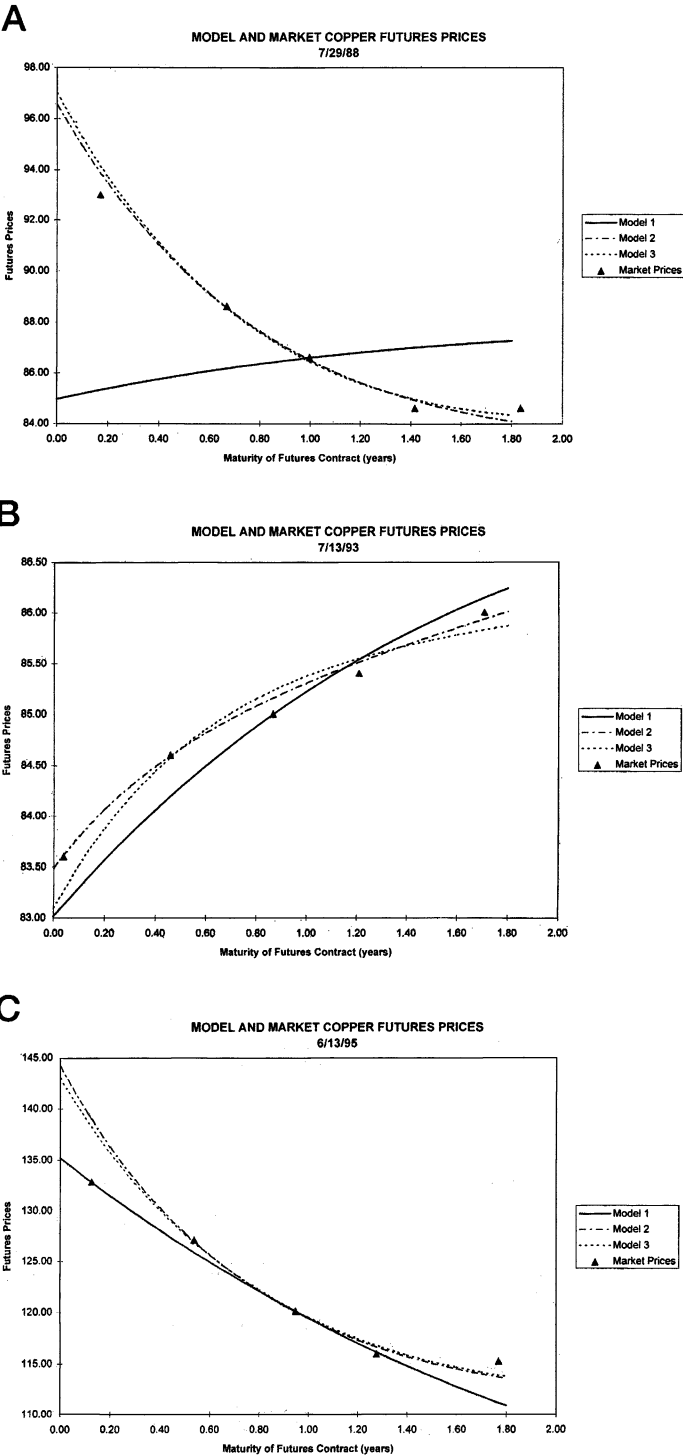 A
MODEL AND MARKET COPPER FUTURES PRICES
7/29/88
98.00
96.00
94.00
92.00
90.00
88.00
86.00
84.00
Futures Prices
0.00 0.20 0.40 0.60 0.80 1.00 1.20 1.40 1.60 1.80 2.00
Maturity of Futures Contract (years)
Model 1
Model 2
Model 3
Market Prices
B
MODEL AND MARKET COPPER FUTURES PRICES
7/13/93
86.50
86.00
85.50
85.00
84.50
84.00
83.50
83.00
Futures Prices
0.00 0.20 0.40 0.60 0.80 1.00 1.20 1.40 1.60 1.80 2.00
Maturity of Futures Contract (years)
Model 1
Model 2
Model 3
Market Prices
C
MODEL AND MARKET COPPER FUTURES PRICES
6/13/95
145.00
140.00
135.00
130.00
125.00
120.00
115.00
110.00
Futures Prices
0.00 0.20 0.40 0.60 0.80 1.00 1.20 1.40 1.60 1.80 2.00
Maturity of Futures Contract (years)
Model 1
Model 2
Model 3
Market Prices